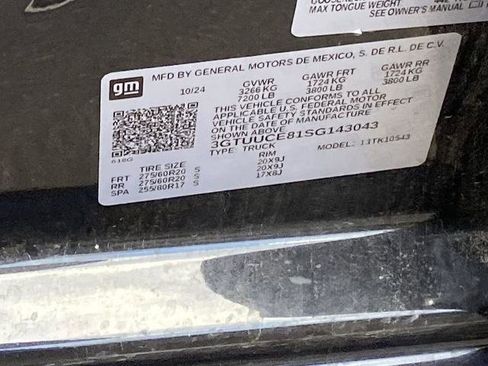 MAX TONGUE WEIGHT
SEE OWNER'S MANUAL
gm
MFD BY GENERAL MOTORS DE MEXICO, S. DE R.L. DE C.V.
10/24 GVWR GAWR FRT GAWR RR
3266 KG 1724 KG 1724 KG
7200 LB 3800 LB 3800 LB
THIS VEHICLE CONFORMS TO ALL
APPLICABLE U.S. FEDERAL MOTOR
VEHICLE SAFETY STANDARDS IN EFFECT
ON THE DATE OF MANUFACTURE
SHOWN ABOVE
3GTUUCE81SG143043
TYPE: TRUCK MODEL: TK10543
618G
TIRE SIZE RIM
FRT 275/60R20 S 20X9J
RR 275/60R20 S 20X9J
SPA 255/80R17 S 17X8J